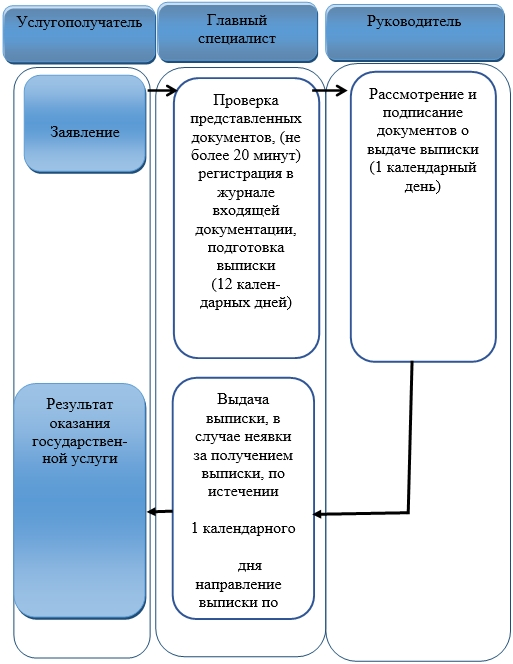 Услугополучатель
Главный
специалист
Руководитель
Заявление
Проверка
представленных
документов, (не
более 20 минут)
регистрация в
журнале
входящей
документации,
подготовка
выписки
(12 кален-
дарных дней)
Рассмотрение и
подписание
документов о
выдаче выписки
(1 календарный
день)
Выдача
выписки, в
случае неявки
за получением
выписки, по
истечении
1 календарного
дня
направление
выписки по
Результат
оказания
государствен-
ной услуги